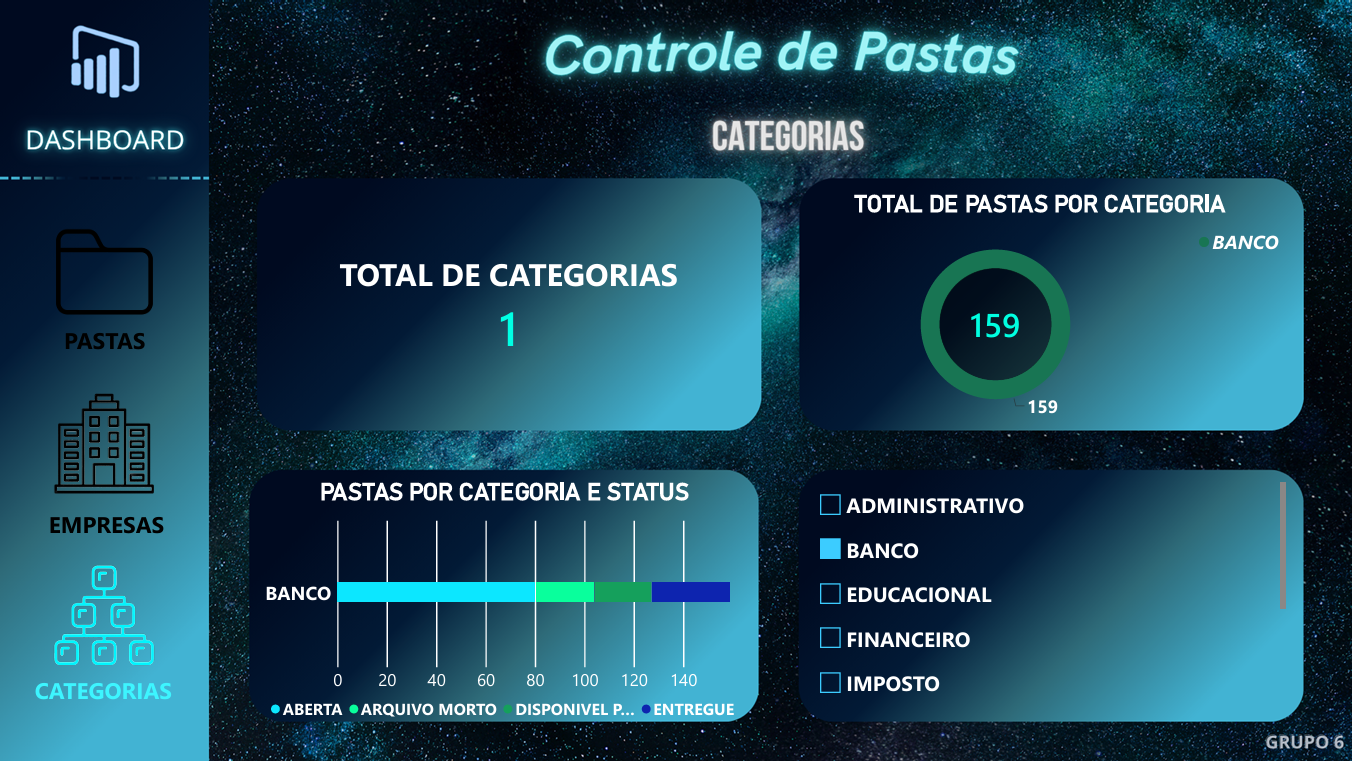 Controle de Pastas
DASHBOARD
CATEGORIAS
PASTAS
EMPRESAS
CATEGORIAS
TOTAL DE CATEGORIAS
1
TOTAL DE PASTAS POR CATEGORIA
BANCO
159
159
PASTAS POR CATEGORIA E STATUS
BANCO
0 20 40 60 80 100 120 140
ABERTA ARQUIVO MORTO DISPONIVEL P... ENTREGUE
ADMINISTRATIVO
BANCO
EDUCACIONAL
FINANCEIRO
IMPOSTO
GRUPO 6